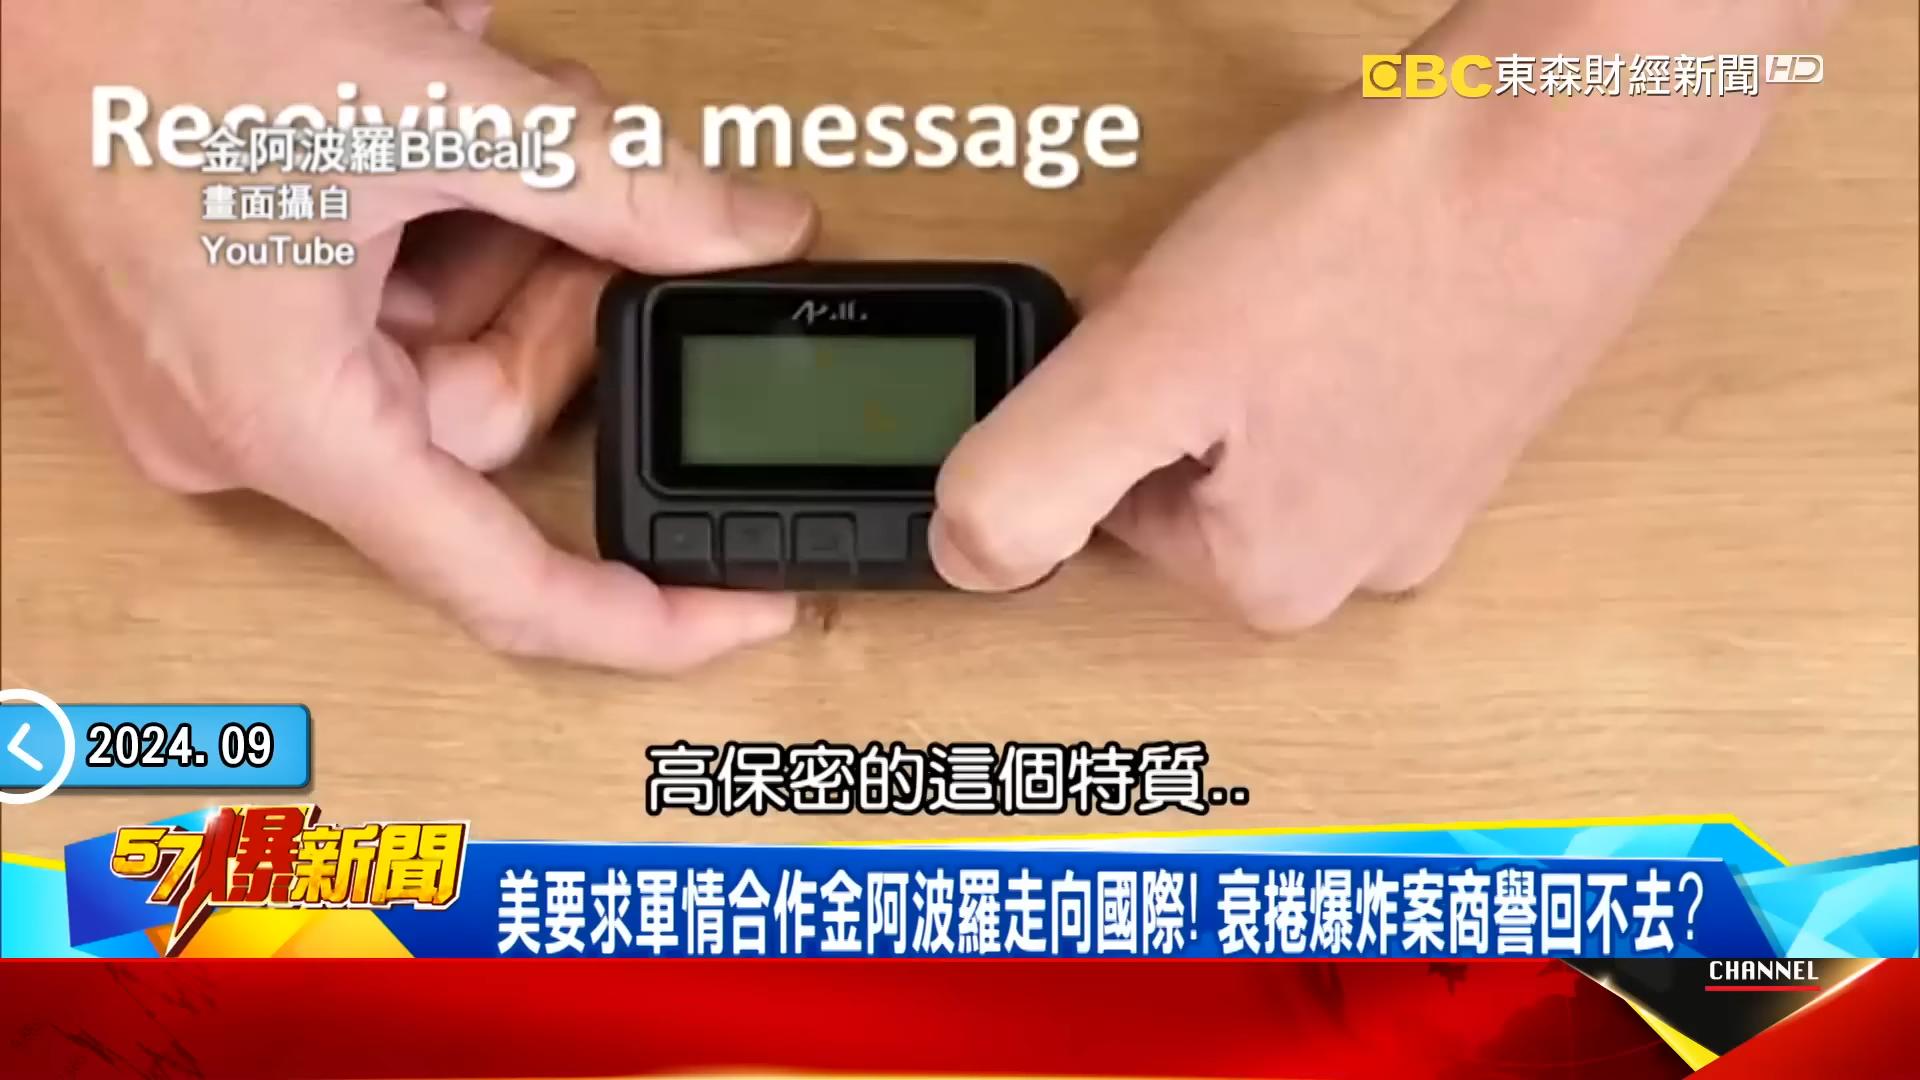 Receiving a message
金阿波羅BBcall
畫面攝自
YouTube
EBC東森財經新聞HD
2024.09
高保密的這個特質..
57爆新聞
美要求軍情合作金阿波羅走向國際! 衰捲爆炸案商譽回不去?
CHANNEL